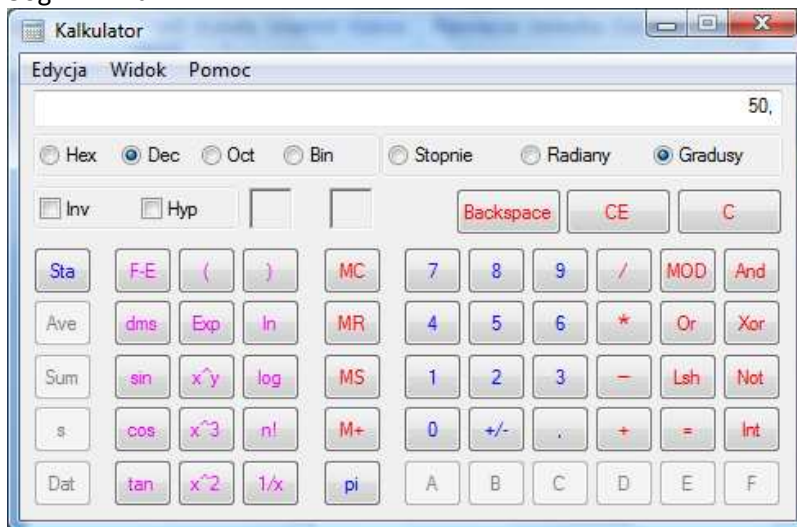 Kalkulator
Edycja Widok Pomoc
50,
Hex Dec Oct Bin Stopnie Radiany Gradusy
Inv Hyp Backspace CE C
Sta F-E ( ) MC 7 8 9 / MOD And
Ave dms Exp ln MR 4 5 6 * Or Xor
Sum sin x^y log MS 1 2 3 - Lsh Not
s cos x^3 n! M+ 0 +/- , + = Int
Dat tan x^2 1/x pi A B C D E F